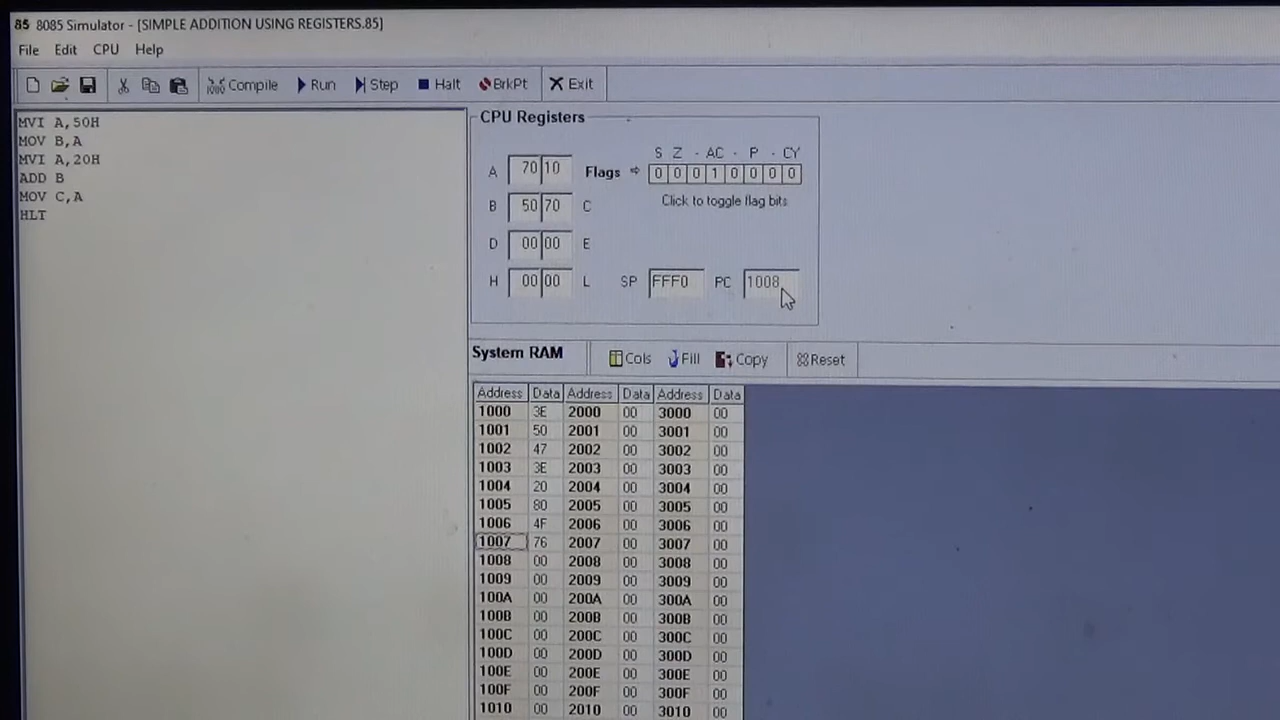 85 8085 Simulator - [SIMPLE ADDITION USING REGISTERS.85]
File Edit CPU Help
Compile Run Step Halt BrkPt Exit
MVI A,50H
MOV B,A
MVI A,20H
ADD B
MOV C,A
HLT
CPU Registers
S Z - AC - P - CY
A 70 10 Flags ⇨ 0 0 0 1 0 0 0 0
Click to toggle flag bits
B 50 70 C
D 00 00 E
H 00 00 L SP FFF0 PC 1008
System RAM Cols Fill Copy Reset
Address Data Address Data Address Data
1000 3E 2000 00 3000 00
1001 50 2001 00 3001 00
1002 47 2002 00 3002 00
1003 3E 2003 00 3003 00
1004 20 2004 00 3004 00
1005 80 2005 00 3005 00
1006 4F 2006 00 3006 00
1007 76 2007 00 3007 00
1008 00 2008 00 3008 00
1009 00 2009 00 3009 00
100A 00 200A 00 300A 00
100B 00 200B 00 300B 00
100C 00 200C 00 300C 00
100D 00 200D 00 300D 00
100E 00 200E 00 300E 00
100F 00 200F 00 300F 00
1010 00 2010 00 3010 00